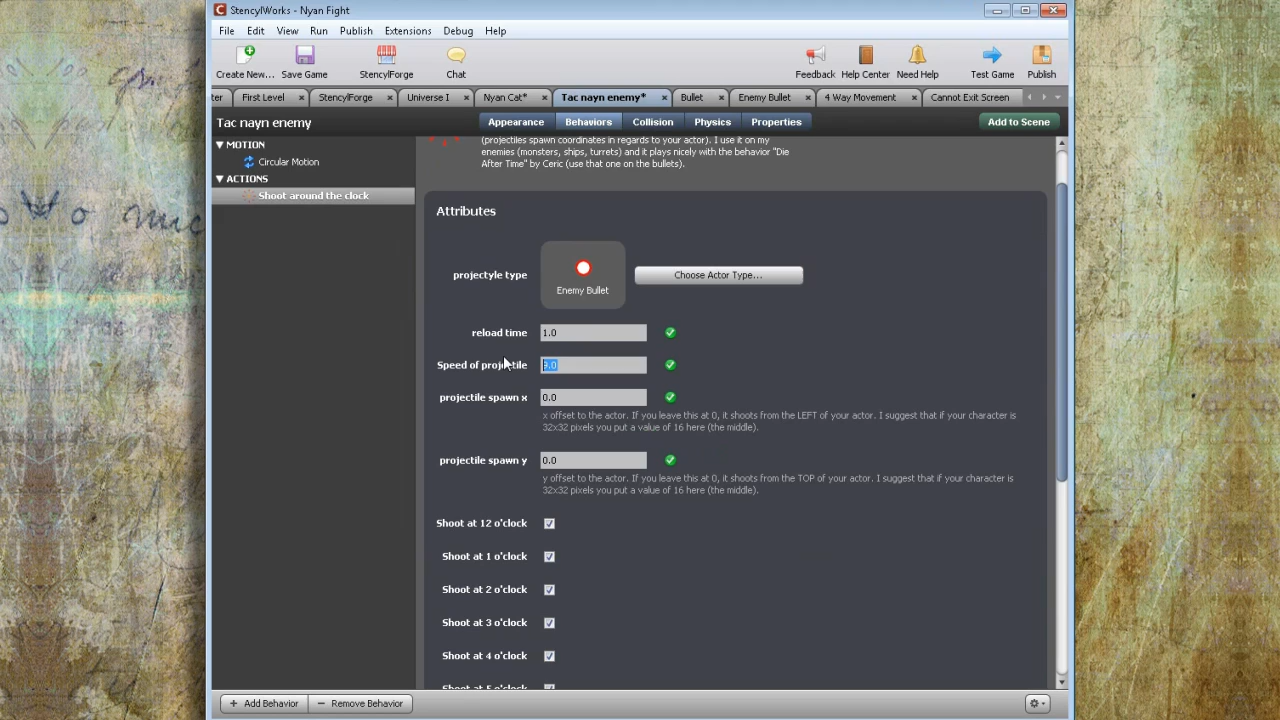 StencylWorks - Nyan Fight
File Edit View Run Publish Extensions Debug Help
Create New... Save Game StencylForge Chat Feedback Help Center Need Help Test Game Publish
ter First Level StencylForge Universe I Nyan Cat* Tac nayn enemy* Bullet Enemy Bullet 4 Way Movement Cannot Exit Screen
Tac nayn enemy Appearance Behaviors Collision Physics Properties Add to Scene
MOTION
Circular Motion
ACTIONS
Shoot around the clock
(projectiles spawn coordinates in regards to your actor). I use it on my
enemies (monsters, ships, turrets) and it plays nicely with the behavior "Die
After Time" by Ceric (use that one on the bullets).
Attributes
projectyle type
Enemy Bullet
Choose Actor Type...
reload time 1.0
Speed of projectile
projectile spawn x 0.0
x offset to the actor. If you leave this at 0, it shoots from the LEFT of your actor. I suggest that if your character is
32x32 pixels you put a value of 16 here (the middle).
projectile spawn y 0.0
y offset to the actor. If you leave this at 0, it shoots from the TOP of your actor. I suggest that if your character is
32x32 pixels you put a value of 16 here (the middle).
Shoot at 12 o'clock
Shoot at 1 o'clock
Shoot at 2 o'clock
Shoot at 3 o'clock
Shoot at 4 o'clock
Shoot at 5 o'clock
+ Add Behavior − Remove Behavior